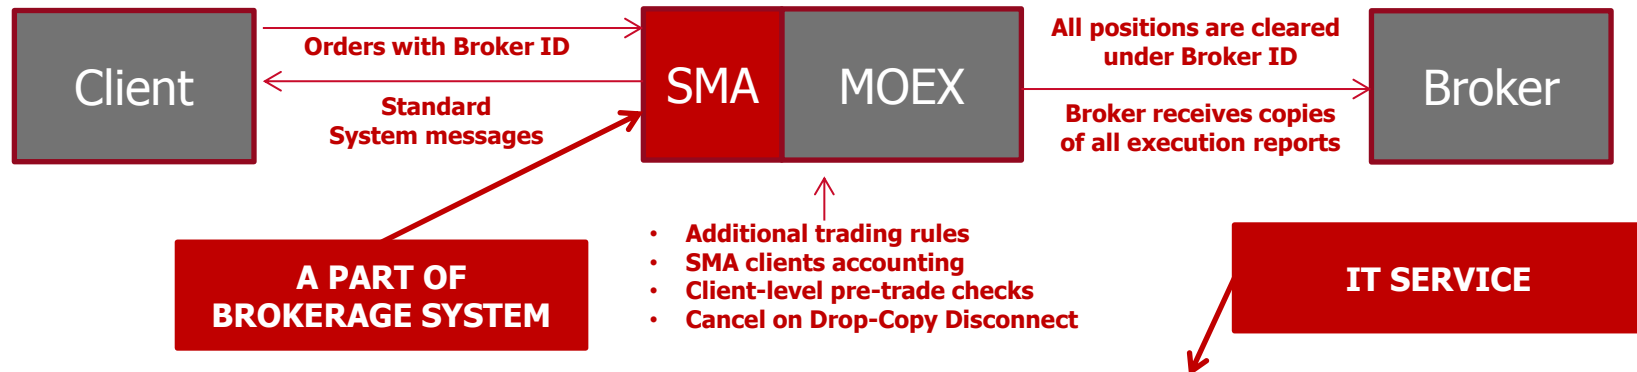 Client
Orders with Broker ID
Standard
System messages
SMA
MOEX
All positions are cleared
under Broker ID
Broker receives copies
of all execution reports
Broker
A PART OF
BROKERAGE SYSTEM
• Additional trading rules
• SMA clients accounting
• Client-level pre-trade checks
• Cancel on Drop-Copy Disconnect
IT SERVICE